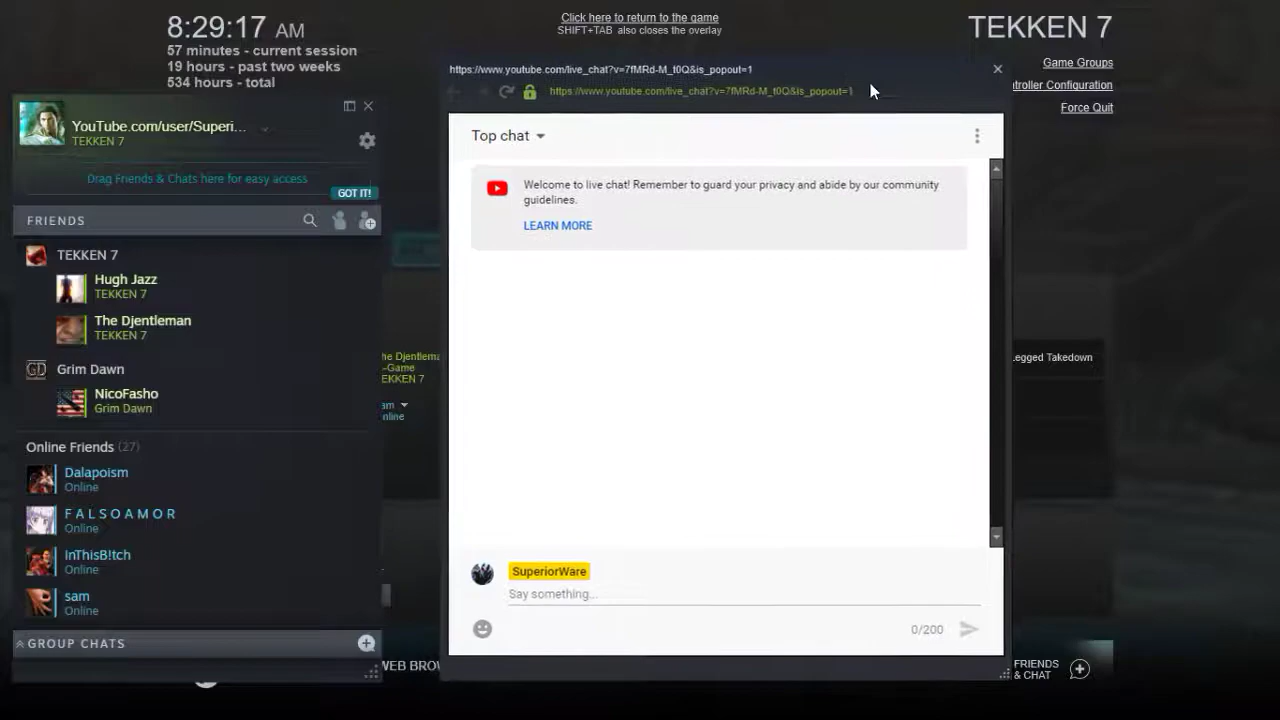 8:29:17 AM
57 minutes - current session
19 hours - past two weeks
534 hours - total
Click here to return to the game
SHIFT+TAB also closes the overlay
TEKKEN 7
Game Groups
ntroller Configuration
Force Quit
YouTube.com/user/Superi...
TEKKEN 7
Drag Friends & Chats here for easy access
GOT IT!
FRIENDS
TEKKEN 7
Hugh Jazz
TEKKEN 7
The Djentleman
TEKKEN 7
GD Grim Dawn
NicoFasho
Grim Dawn
Online Friends (27)
Dalapoism
Online
F A L S O A M O R
Online
InThisB!tch
Online
sam
Online
GROUP CHATS
he Djentlema
-Game
EKKEN 7
am
nline
https://www.youtube.com/live_chat?v=7fMRd-M_t0Q&is_popout=1
https://www.youtube.com/live_chat?v=7fMRd-M_t0Q&is_popout=1
Top chat
Welcome to live chat! Remember to guard your privacy and abide by our community
guidelines.
LEARN MORE
SuperiorWare
Say something...
0/200
egged Takedown
WEB BROW
FRIENDS
& CHAT